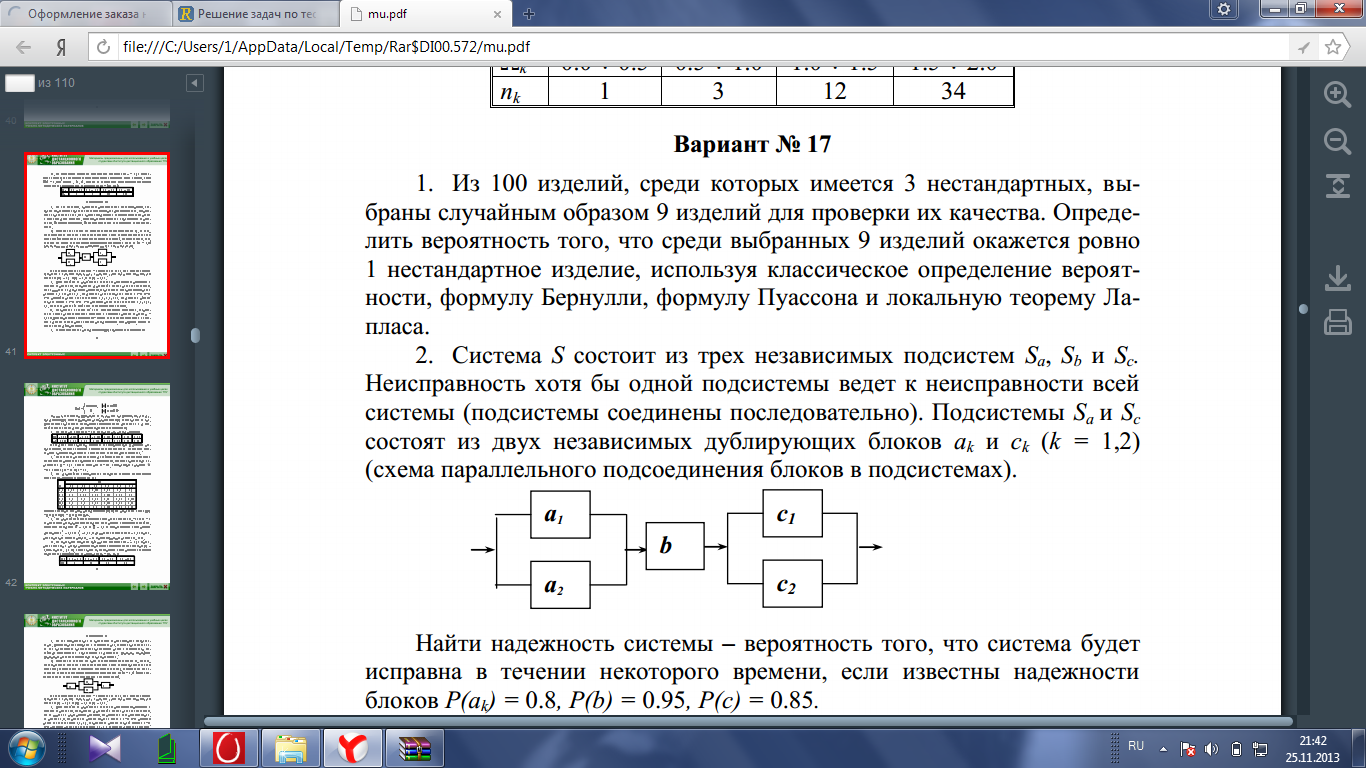 Оформление заказа
Решение задач по тес
mu.pdf
file:///C:/Users/1/AppData/Local/Temp/Rar$DI00.572/mu.pdf
из 110
40
41
42
n_k 1 3 12 34
Вариант № 17
1. Из 100 изделий, среди которых имеется 3 нестандартных, вы-
браны случайным образом 9 изделий для проверки их качества. Опреде-
лить вероятность того, что среди выбранных 9 изделий окажется ровно
1 нестандартное изделие, используя классическое определение вероят-
ности, формулу Бернулли, формулу Пуассона и локальную теорему Ла-
пласа.
2. Система S состоит из трех независимых подсистем S_a, S_b и S_c.
Неисправность хотя бы одной подсистемы ведет к неисправности всей
системы (подсистемы соединены последовательно). Подсистемы S_a и S_c
состоят из двух независимых дублирующих блоков a_k и c_k (k = 1,2)
(схема параллельного подсоединения блоков в подсистемах).
a_1
a_2
b
c_1
c_2
Найти надежность системы – вероятность того, что система будет
исправна в течении некоторого времени, если известны надежности
блоков P(a_k) = 0.8, P(b) = 0.95, P(c) = 0.85.
RU
21:42
25.11.2013